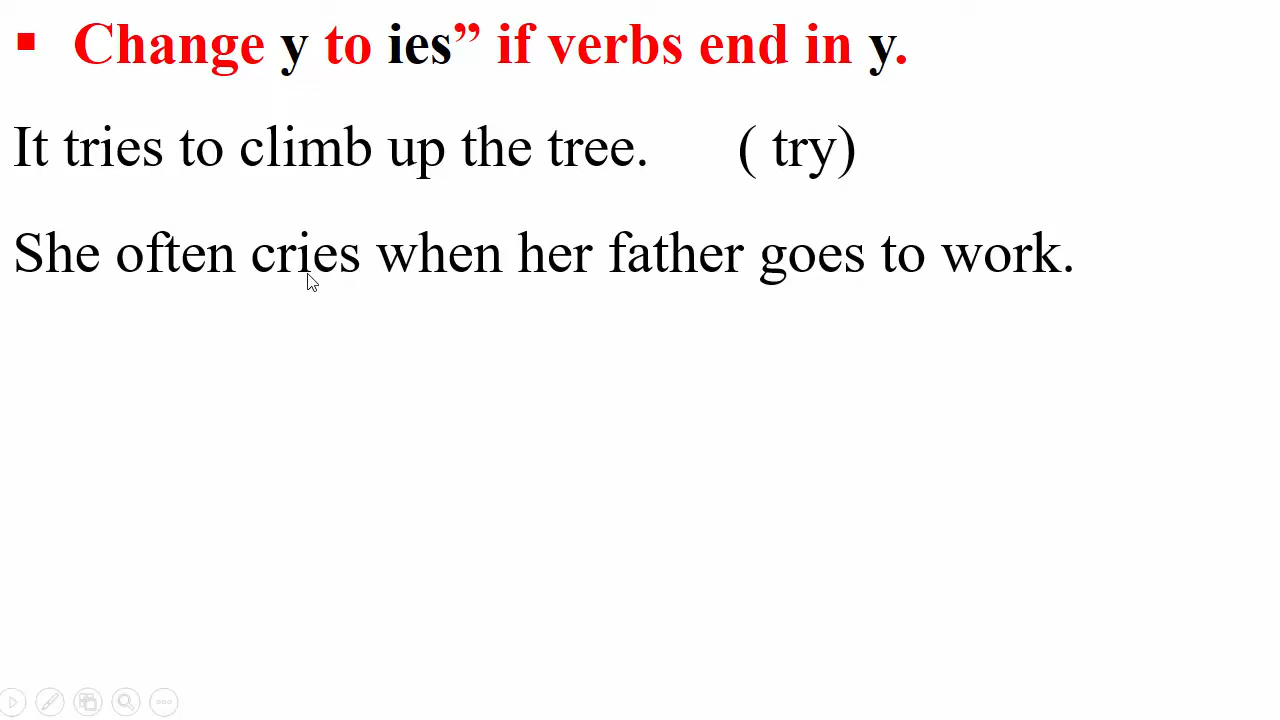 ▪ Change y to ies” if verbs end in y.
It tries to climb up the tree. ( try)
She often cries when her father goes to work.